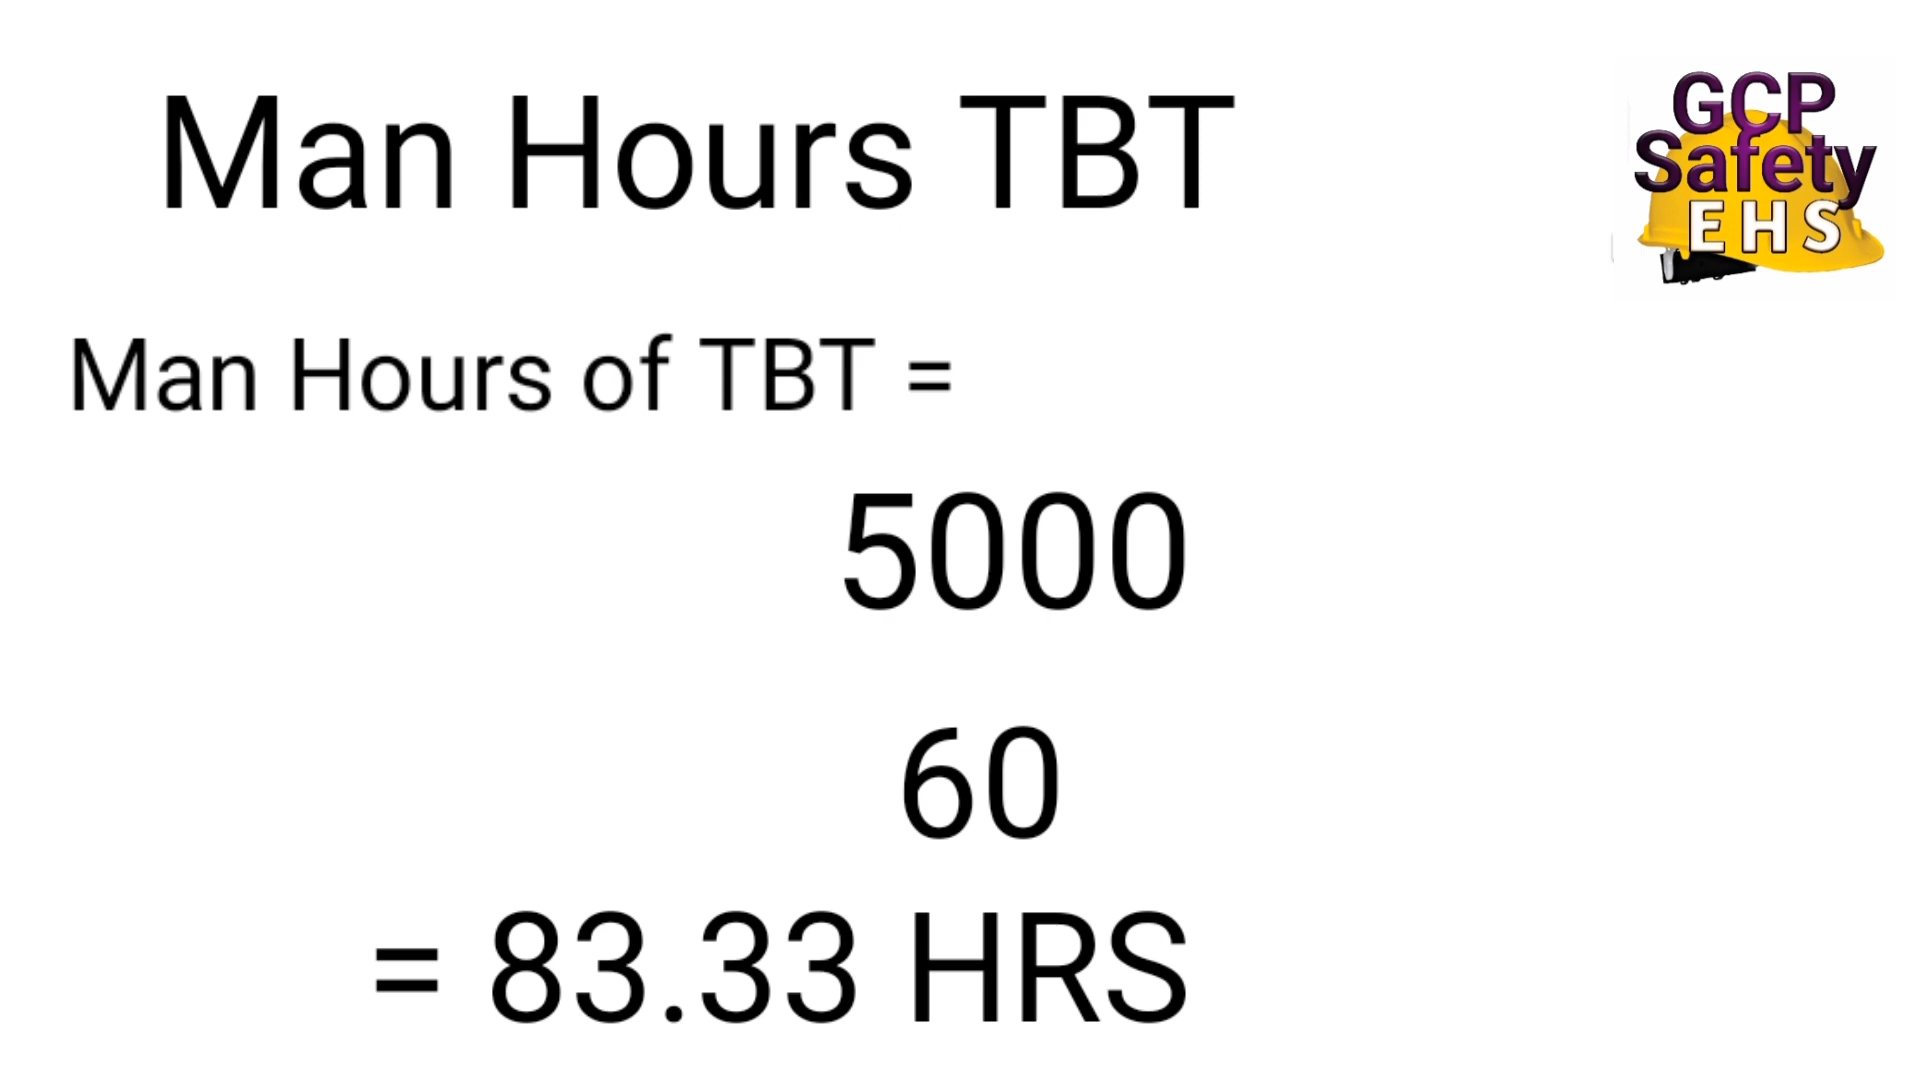 Man Hours TBT
GCP
Safety
EHS
Man Hours of TBT =
5000
60
= 83.33 HRS